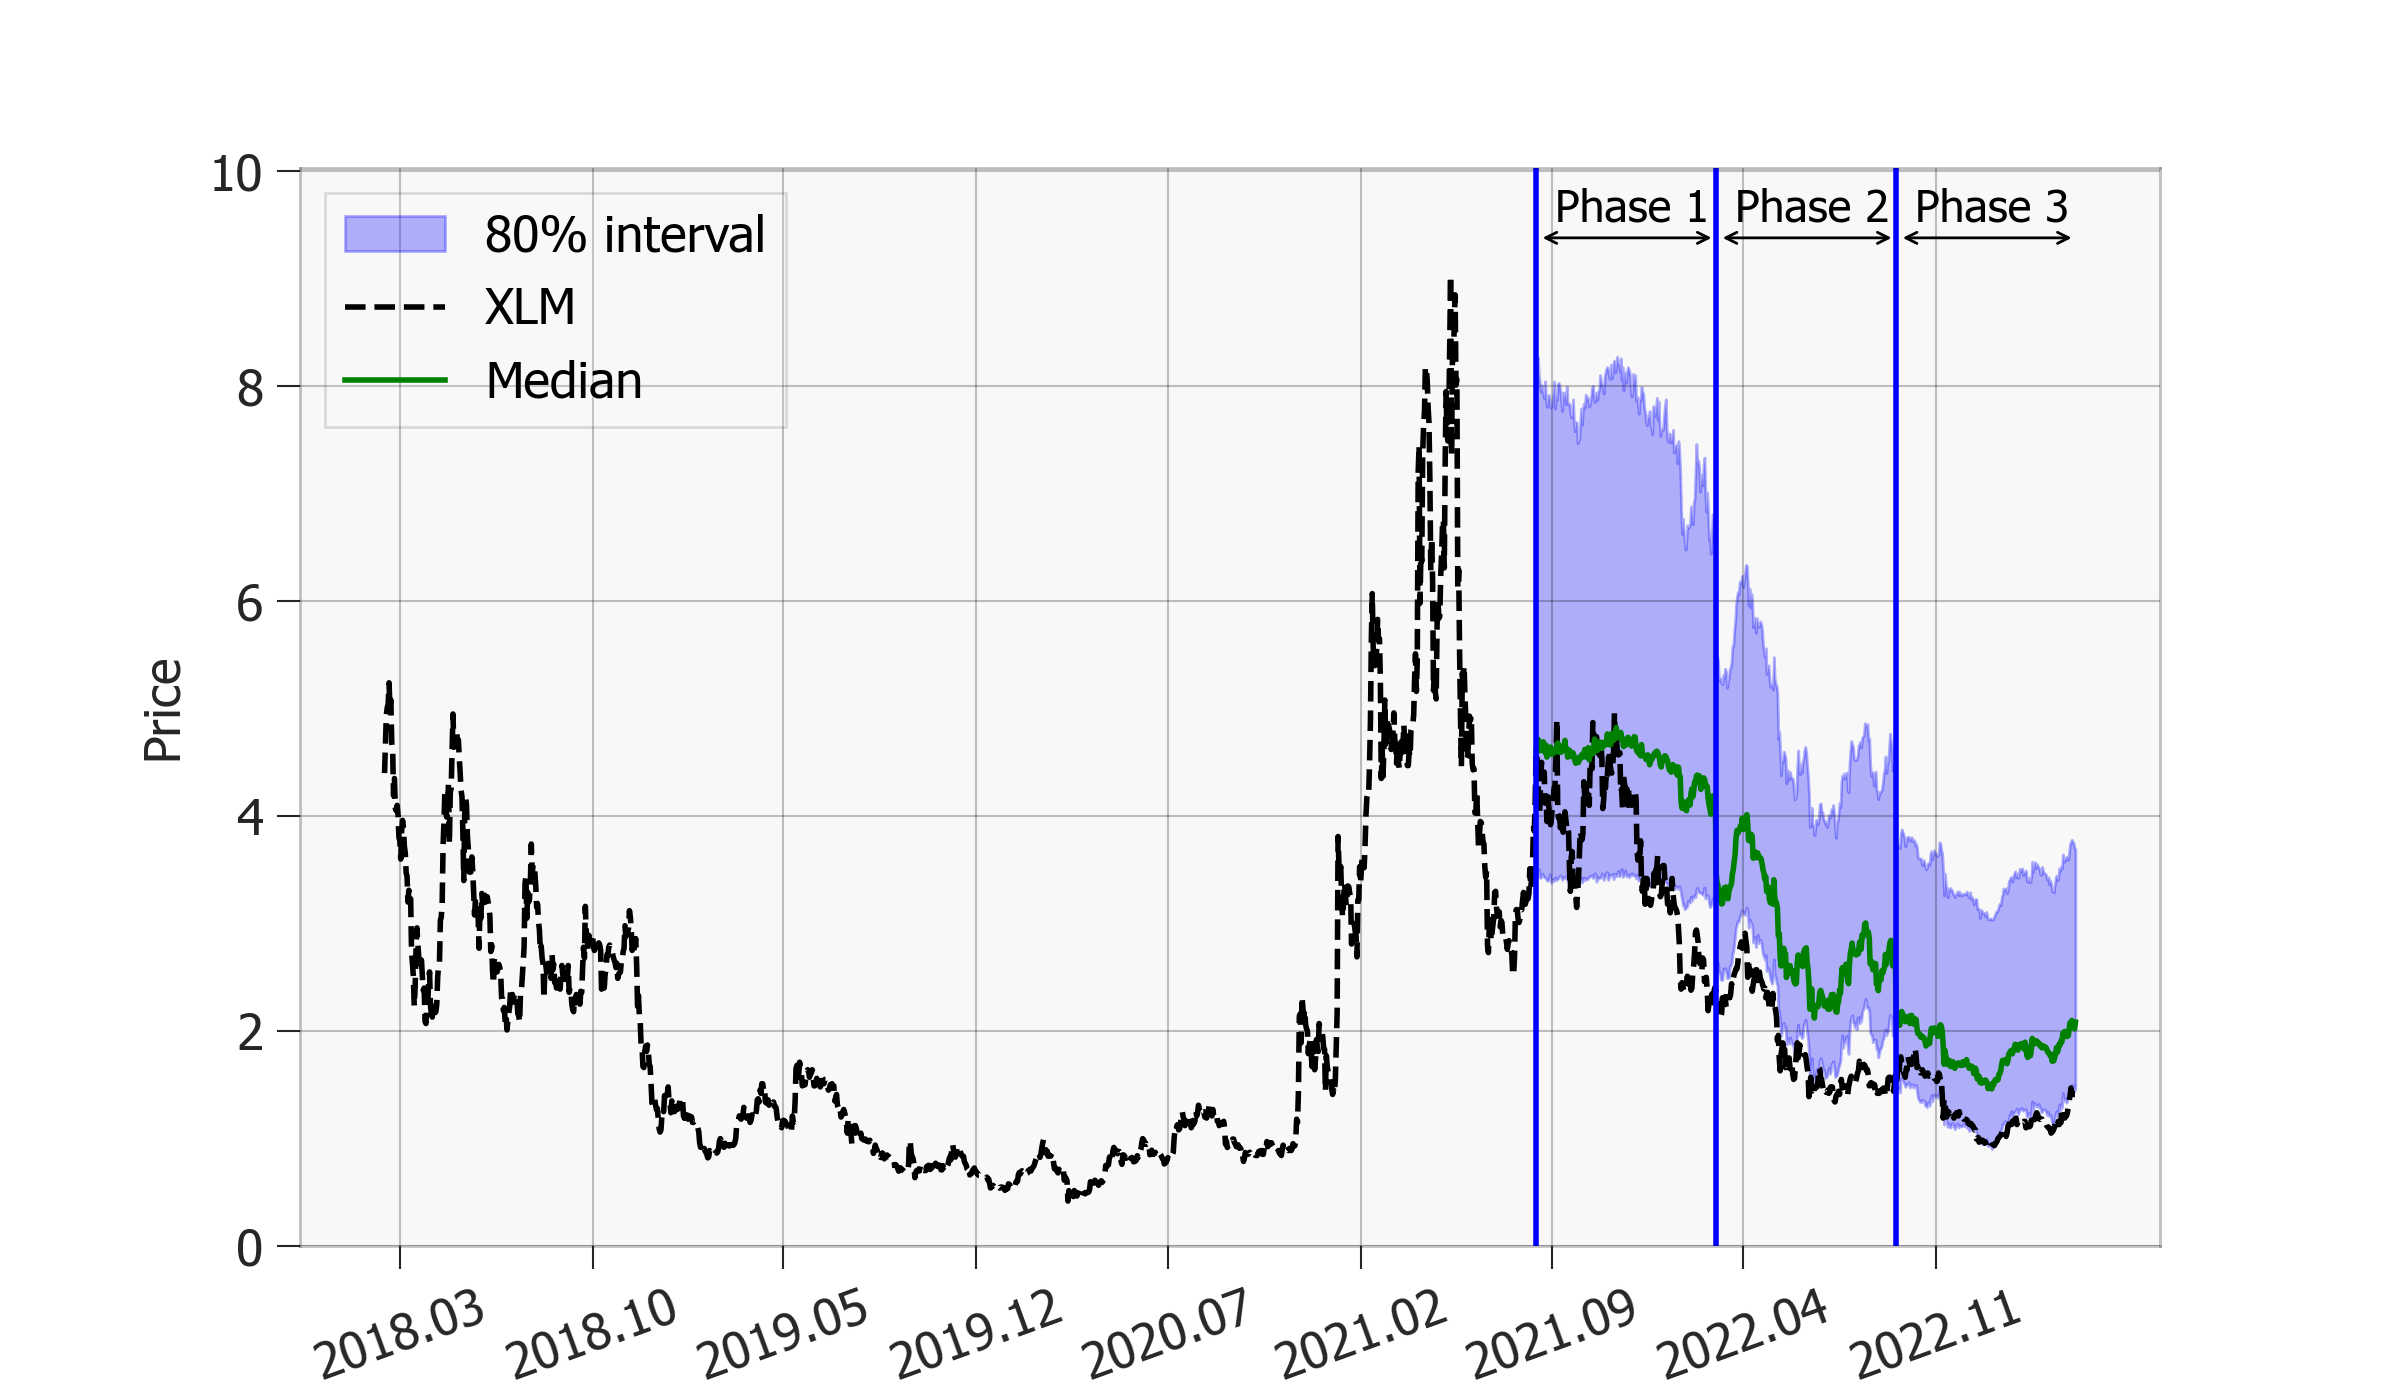 10
8
6
4
2
0
Price
80% interval
XLM
Median
Phase 1
Phase 2
Phase 3
2018.03
2018.10
2019.05
2019.12
2020.07
2021.02
2021.09
2022.04
2022.11